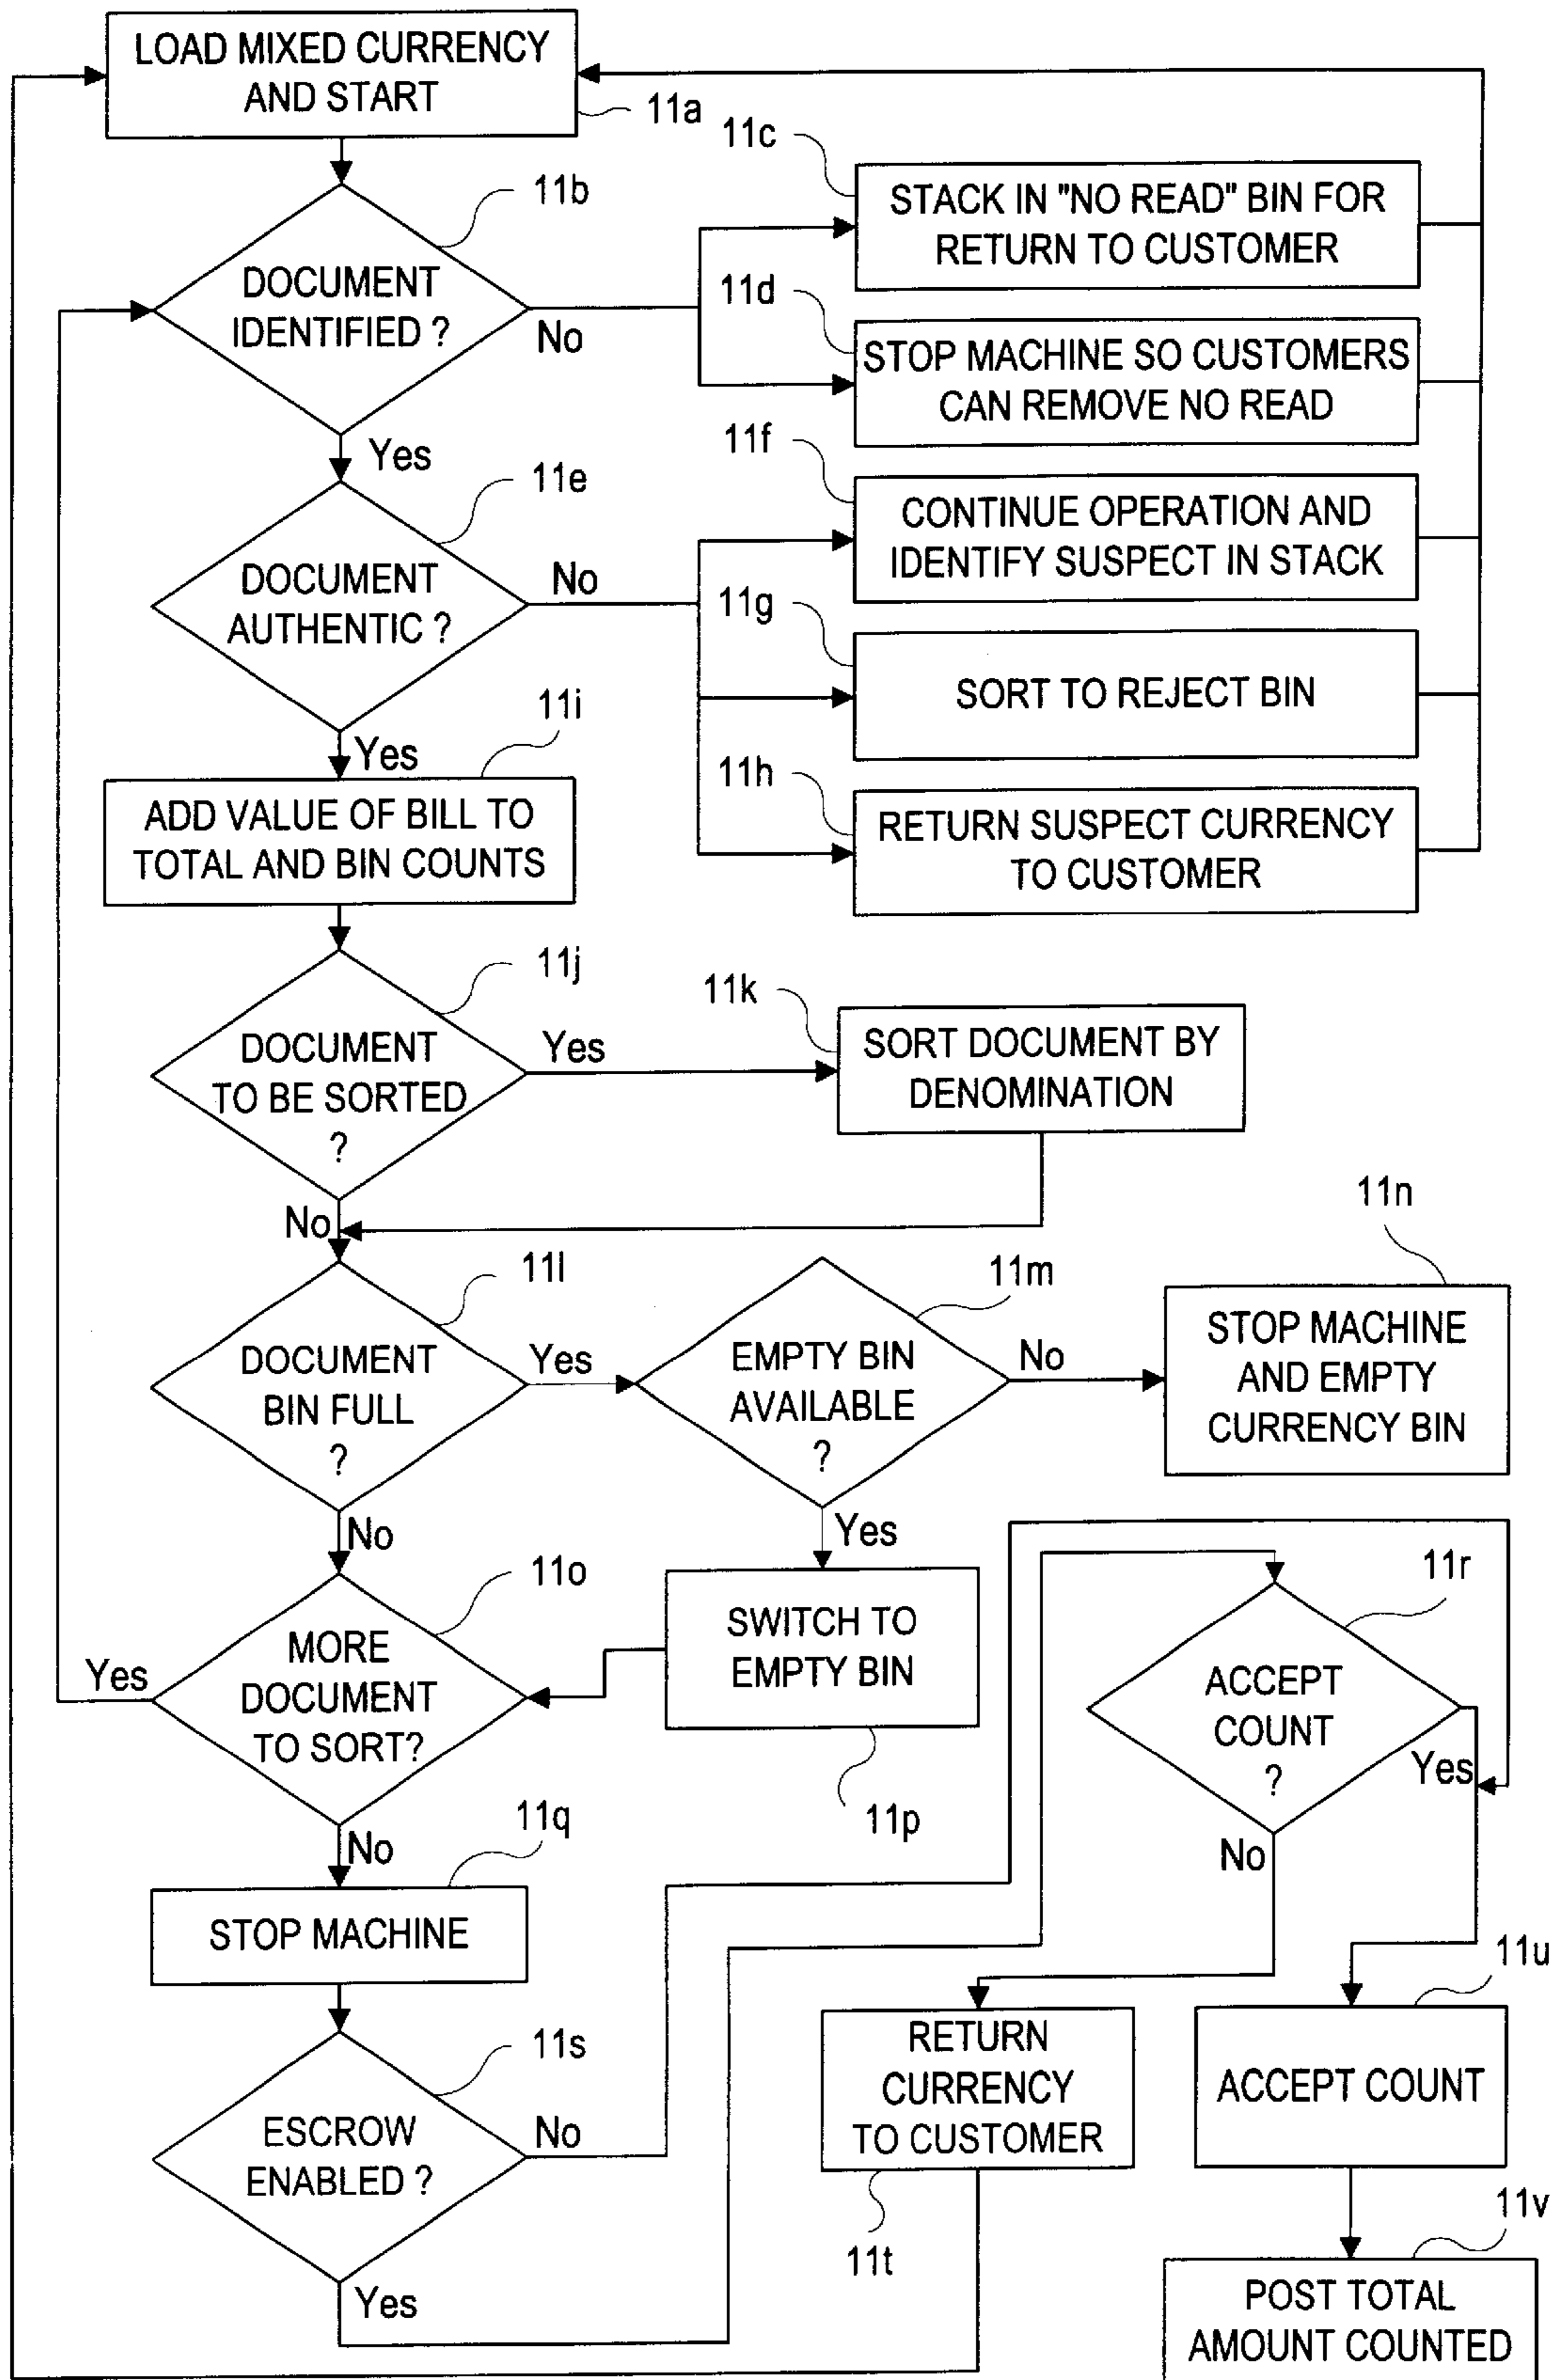 LOAD MIXED CURRENCY
AND START
11a
11b
DOCUMENT
IDENTIFIED ?
No
Yes
11c
STACK IN "NO READ" BIN FOR
RETURN TO CUSTOMER
11d
STOP MACHINE SO CUSTOMERS
CAN REMOVE NO READ
11e
DOCUMENT
AUTHENTIC ?
No
Yes
11f
CONTINUE OPERATION AND
IDENTIFY SUSPECT IN STACK
11g
SORT TO REJECT BIN
11h
RETURN SUSPECT CURRENCY
TO CUSTOMER
11i
ADD VALUE OF BILL TO
TOTAL AND BIN COUNTS
11j
DOCUMENT
TO BE SORTED
?
Yes
No
11k
SORT DOCUMENT BY
DENOMINATION
11l
DOCUMENT
BIN FULL
?
Yes
No
11m
EMPTY BIN
AVAILABLE
?
No
Yes
11n
STOP MACHINE
AND EMPTY
CURRENCY BIN
11o
MORE
DOCUMENT
TO SORT?
Yes
No
SWITCH TO
EMPTY BIN
11p
11r
ACCEPT
COUNT
?
Yes
No
11q
STOP MACHINE
11s
ESCROW
ENABLED ?
No
Yes
RETURN
CURRENCY
TO CUSTOMER
11t
11u
ACCEPT COUNT
11v
POST TOTAL
AMOUNT COUNTED